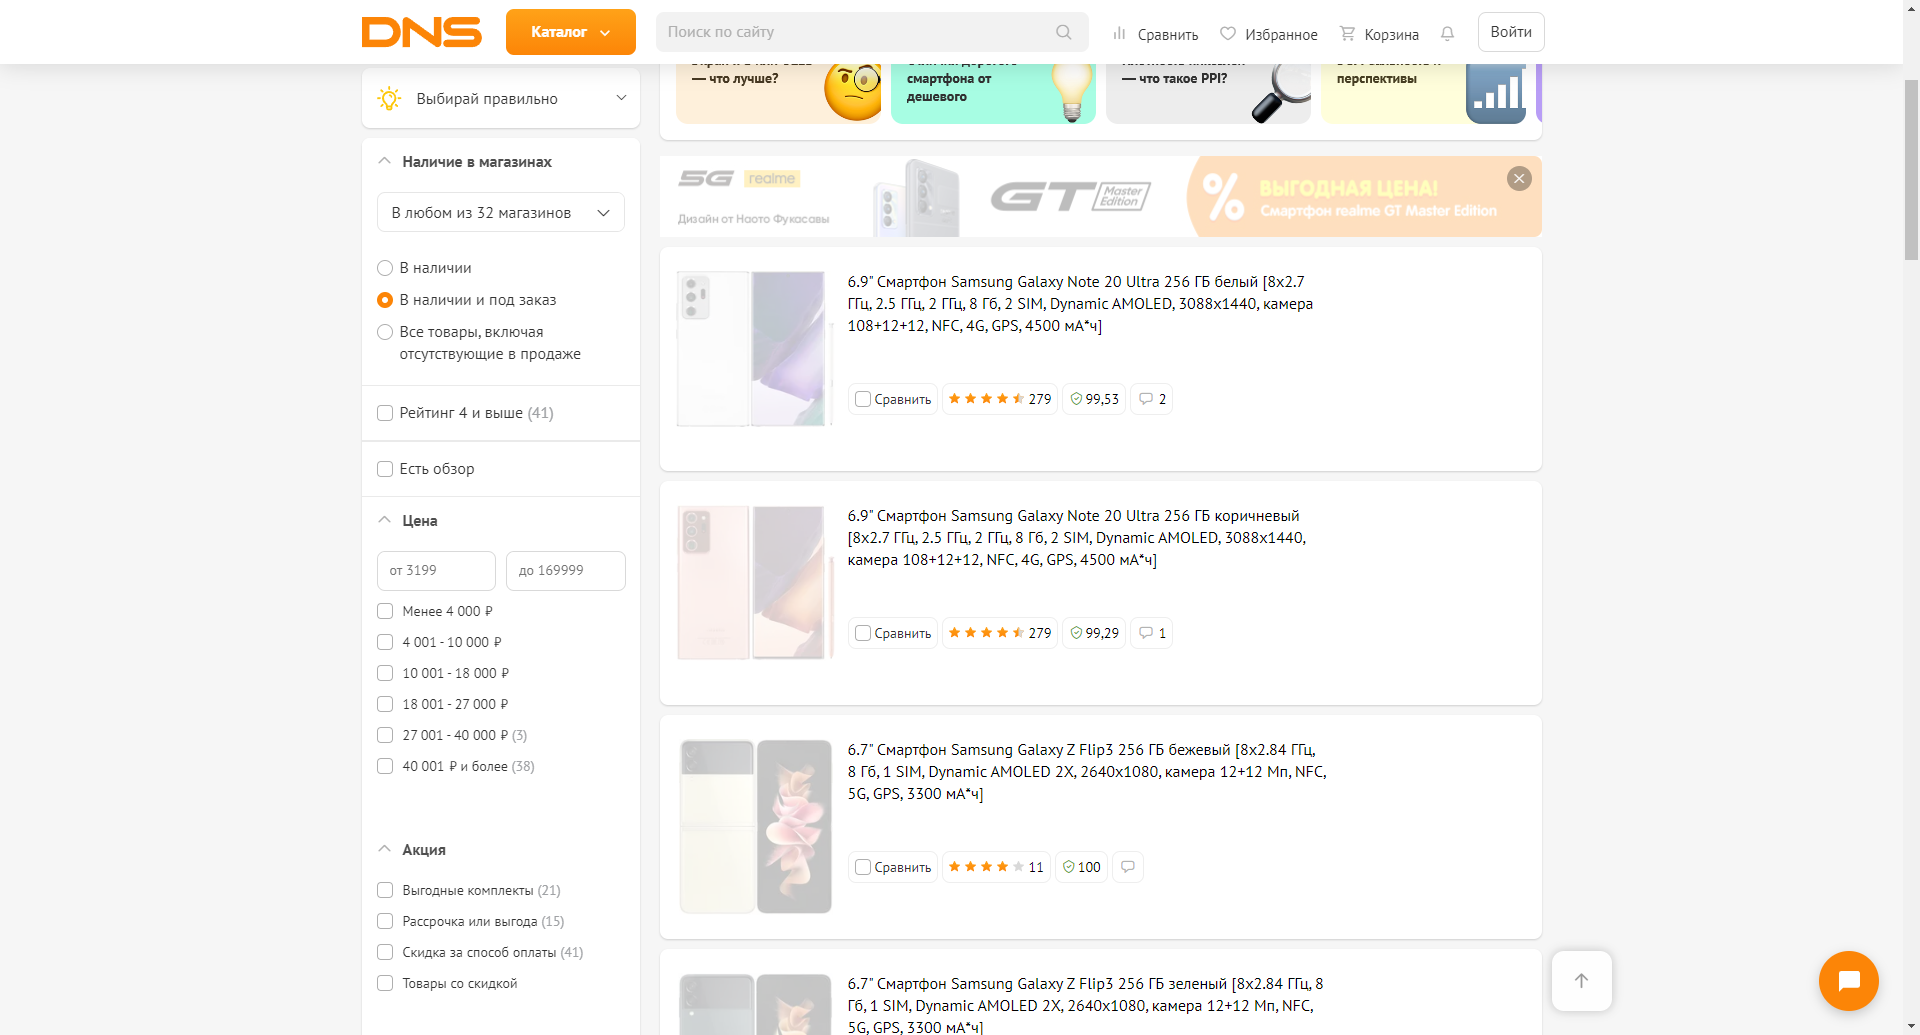 DNS
Каталог
Поиск по сайту
Сравнить
Избранное
Корзина
Войти
— что лучше?
смартфона от
дешевого
— что такое PPI?
перспективы
Выбирай правильно
Наличие в магазинах
В любом из 32 магазинов
В наличии
В наличии и под заказ
Все товары, включая
отсутствующие в продаже
Рейтинг 4 и выше (41)
Есть обзор
Цена
от 3199
до 169999
Менее 4 000 ₽
4 001 - 10 000 ₽
10 001 - 18 000 ₽
18 001 - 27 000 ₽
27 001 - 40 000 ₽ (3)
40 001 ₽ и более (38)
Акция
Выгодные комплекты (21)
Рассрочка или выгода (15)
Скидка за способ оплаты (41)
Товары со скидкой
5G realme
Дизайн от Наото Фукасавы
GT Master
Edition
%
ВЫГОДНАЯ ЦЕНА!
Смартфон realme GT Master Edition
6.9" Смартфон Samsung Galaxy Note 20 Ultra 256 ГБ белый [8x2.7
ГГц, 2.5 ГГц, 2 ГГц, 8 Гб, 2 SIM, Dynamic AMOLED, 3088x1440, камера
108+12+12, NFC, 4G, GPS, 4500 мА*ч]
Сравнить
279
99,53
2
6.9" Смартфон Samsung Galaxy Note 20 Ultra 256 ГБ коричневый
[8x2.7 ГГц, 2.5 ГГц, 2 ГГц, 8 Гб, 2 SIM, Dynamic AMOLED, 3088x1440,
камера 108+12+12, NFC, 4G, GPS, 4500 мА*ч]
Сравнить
279
99,29
1
6.7" Смартфон Samsung Galaxy Z Flip3 256 ГБ бежевый [8x2.84 ГГц,
8 Гб, 1 SIM, Dynamic AMOLED 2X, 2640x1080, камера 12+12 Мп, NFC,
5G, GPS, 3300 мА*ч]
Сравнить
11
100
6.7" Смартфон Samsung Galaxy Z Flip3 256 ГБ зеленый [8x2.84 ГГц, 8
Гб, 1 SIM, Dynamic AMOLED 2X, 2640x1080, камера 12+12 Мп, NFC,
5G, GPS, 3300 мА*ч]